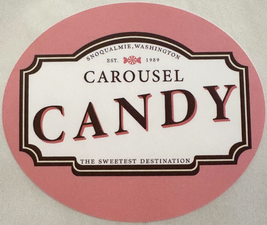 SNOQUALMIE, WASHINGTON
EST. 1989
CAROUSEL
CANDY
THE SWEETEST DESTINATION